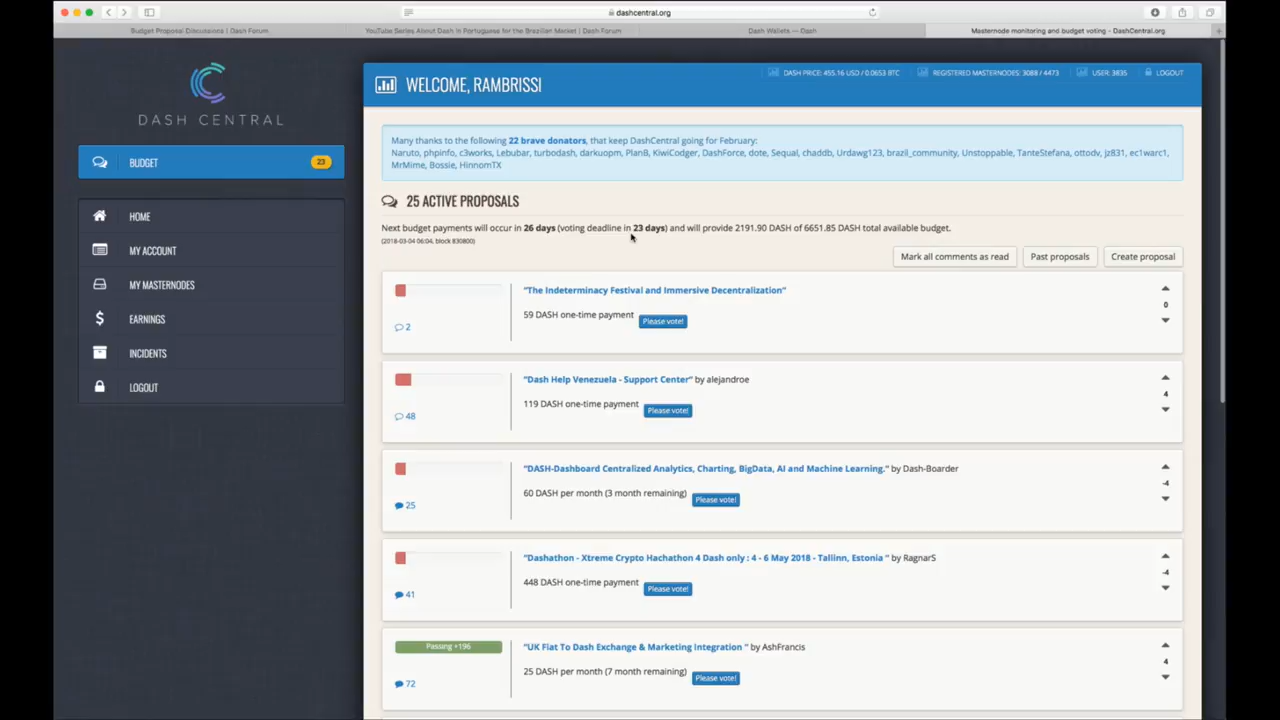 dashcentral.org
Budget Proposal Discussions | Dash Forum
YouTube Series About Dash in Portuguese for the Brazilian Market | Dash Forum
Dash Wallets — Dash
Masternode monitoring and budget voting - DashCentral.org
DASH CENTRAL
BUDGET 23
HOME
MY ACCOUNT
MY MASTERNODES
EARNINGS
INCIDENTS
LOGOUT
WELCOME, RAMBRISSI
DASH PRICE: 455.16 USD / 0.0653 BTC
REGISTERED MASTERNODES: 3088 / 4473
USER: 3835
LOGOUT
Many thanks to the following 22 brave donators, that keep DashCentral going for February:
Naruto, phpinfo, c3works, Lebubar, turbodash, darkuopm, PlanB, KiwiCodger, DashForce, dote, Sequal, chaddb, Urdawg123, brazil_community, Unstoppable, TanteStefana, ottodv, jz831, ec1warc1,
MrMime, Bossie, HinnomTX
25 ACTIVE PROPOSALS
Next budget payments will occur in 26 days (voting deadline in 23 days) and will provide 2191.90 DASH of 6651.85 DASH total available budget.
(2018-03-04 06:04, block 830800)
Mark all comments as read
Past proposals
Create proposal
"The Indeterminacy Festival and Immersive Decentralization"
59 DASH one-time payment Please vote!
2
0
"Dash Help Venezuela - Support Center" by alejandroe
119 DASH one-time payment Please vote!
48
4
"DASH-Dashboard Centralized Analytics, Charting, BigData, AI and Machine Learning." by Dash-Boarder
60 DASH per month (3 month remaining) Please vote!
25
-4
"Dashathon - Xtreme Crypto Hachathon 4 Dash only : 4 - 6 May 2018 - Tallinn, Estonia " by RagnarS
448 DASH one-time payment Please vote!
41
-4
Passing +196
"UK Fiat To Dash Exchange & Marketing Integration " by AshFrancis
25 DASH per month (7 month remaining) Please vote!
72
4